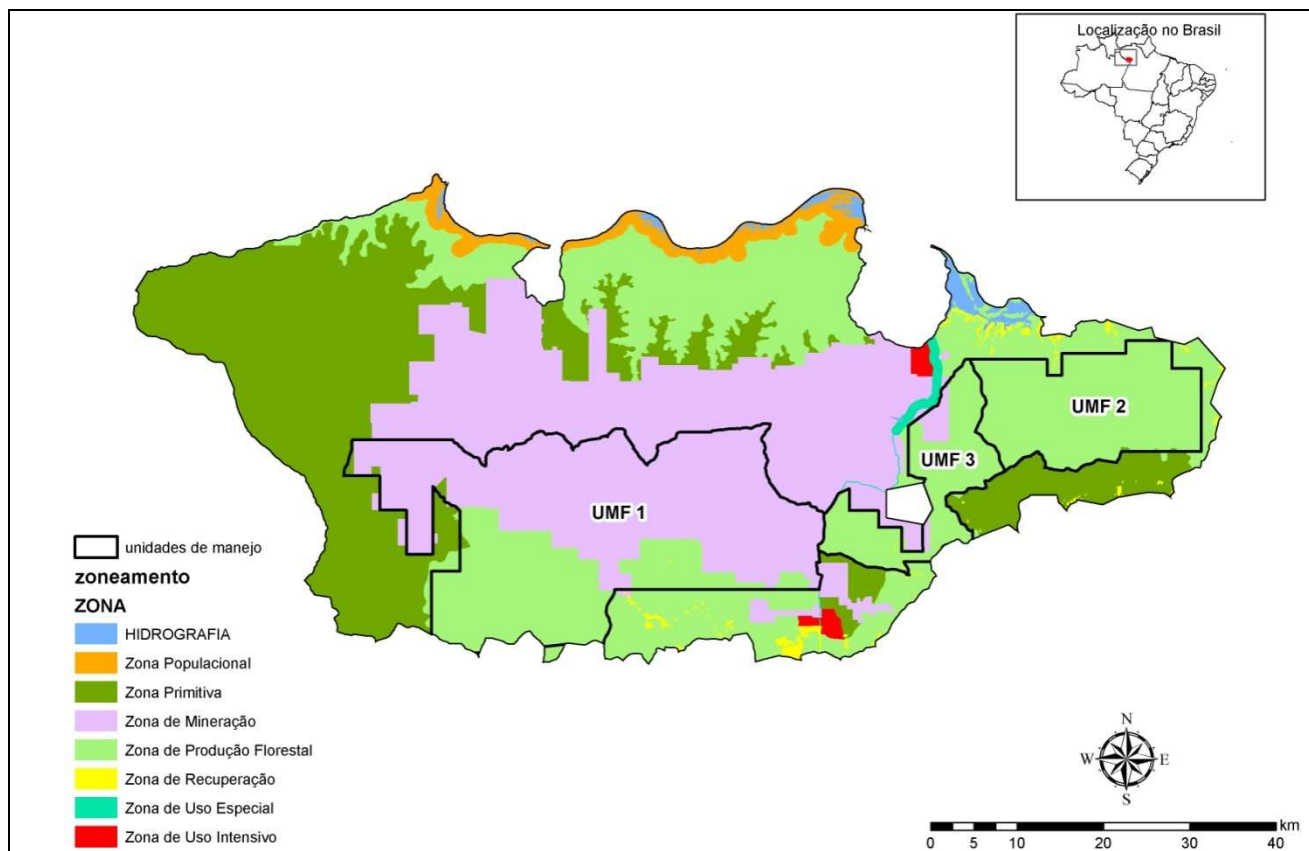 Localização no Brasil
UMF 2
UMF 3
UMF 1
unidades de manejo
zoneamento
ZONA
HIDROGRAFIA
Zona Populacional
Zona Primitiva
Zona de Mineração
Zona de Produção Florestal
Zona de Recuperação
Zona de Uso Especial
Zona de Uso Intensivo
N
W E
S
km
0 5 10 20 30 40